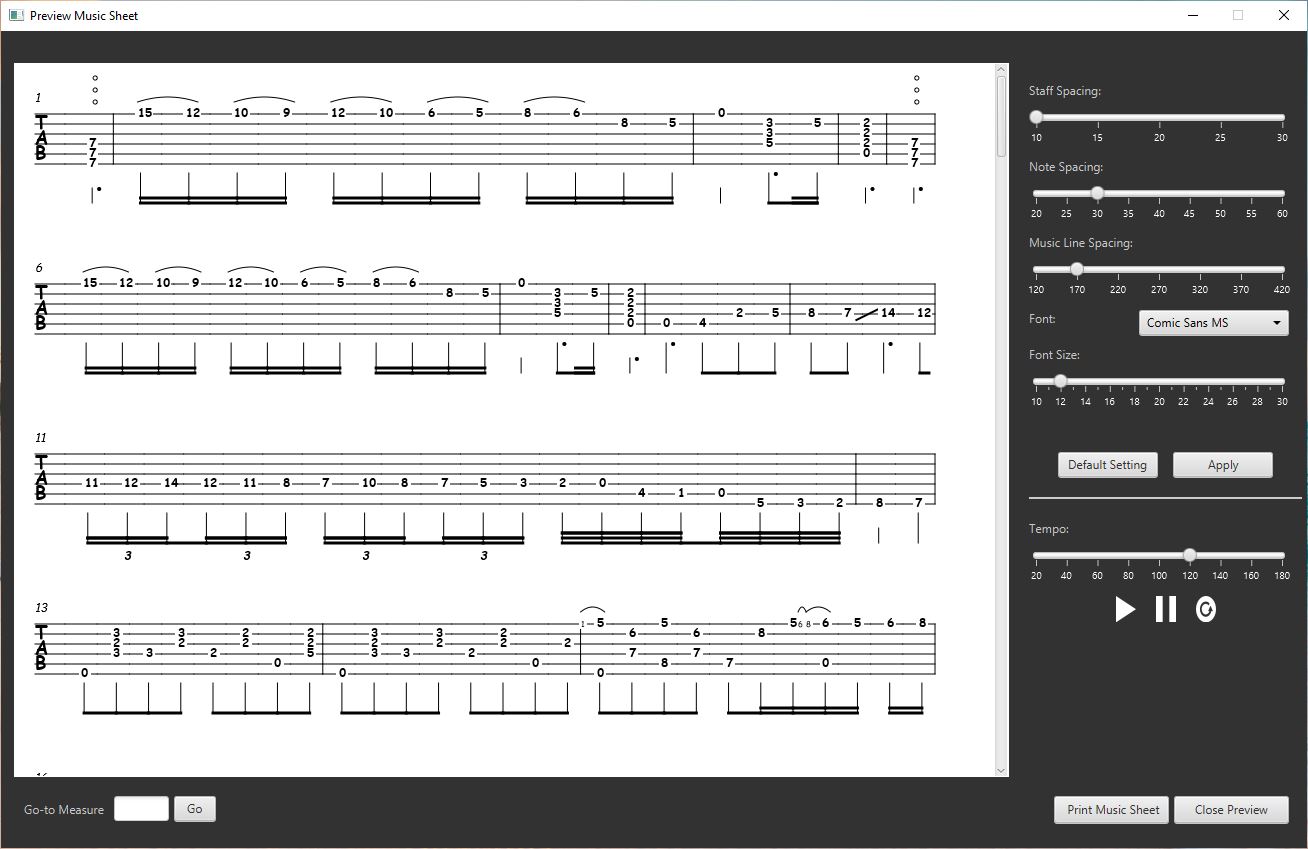 Preview Music Sheet
1
15 12 10 9 12 10 6 5 8 6 0
T 8 5 3 5 2
3 2
A 7 5 2 7
B 7 0 7
7 7
6
15 12 10 9 12 10 6 5 8 6 0
T 8 5 3 5 2
3 2
A 5 2 2 5 8 7 14 12
B 0 0 4
11
T
A 11 12 14 12 11 8 7 10 8 7 5 3 2 0
B 4 1 0
5 3 2 8 7
3 3 3 3
13
1 5 5 5 6 8 6 5 6 8
T 3 3 2 2 3 3 2 6 6 8
2 2 2 2 2 2 2 2
A 3 3 2 5 3 3 2 7 7
B 0 0 8 7 0
0 0 0
Staff Spacing:
10 15 20 25 30
Note Spacing:
20 25 30 35 40 45 50 55 60
Music Line Spacing:
120 170 220 270 320 370 420
Font: Comic Sans MS
Font Size:
10 12 14 16 18 20 22 24 26 28 30
Default Setting Apply
Tempo:
20 40 60 80 100 120 140 160 180
Go-to Measure Go
Print Music Sheet Close Preview